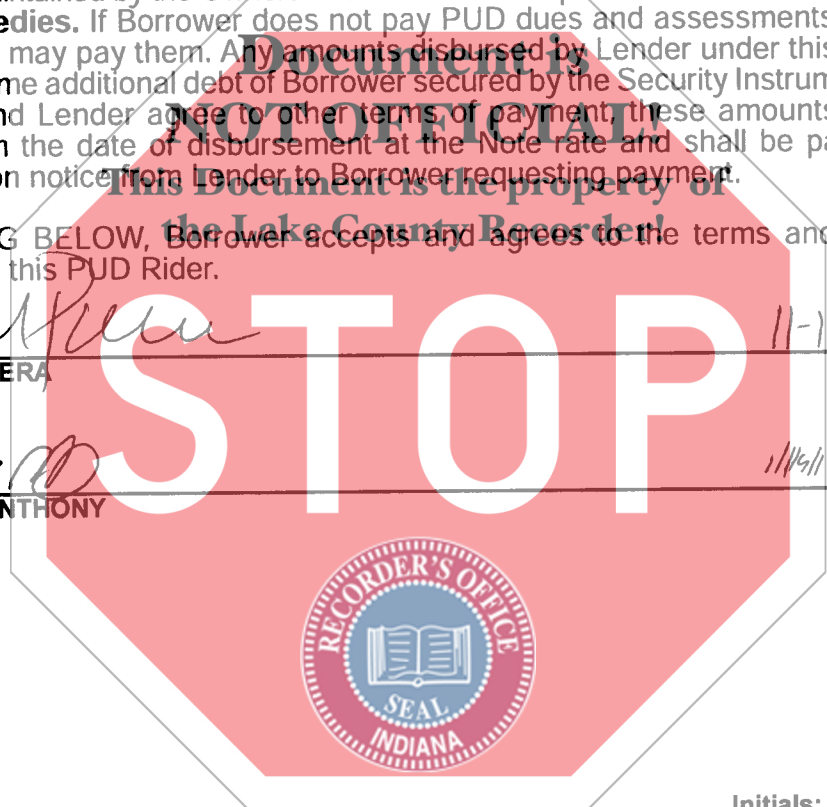 edies. If Borrower does not pay PUD dues and assessments
may pay them. Any amounts disbursed by Lender under this
me additional debt of Borrower secured by the Security Instrum
nd Lender agree to other terms of payment, these amounts
n the date of disbursement at the Note rate and shall be pa
on notice from Lender to Borrower requesting payment.
Document is
NOT OFFICIAL!
This Document is the property of
the Lake County Recorder!
G BELOW, Borrower accepts and agrees to the terms and
this PUD Rider.
STOP
11-1
ERA
NTHONY
RECORDER'S OFFICE
SEAL
INDIANA
Initials: